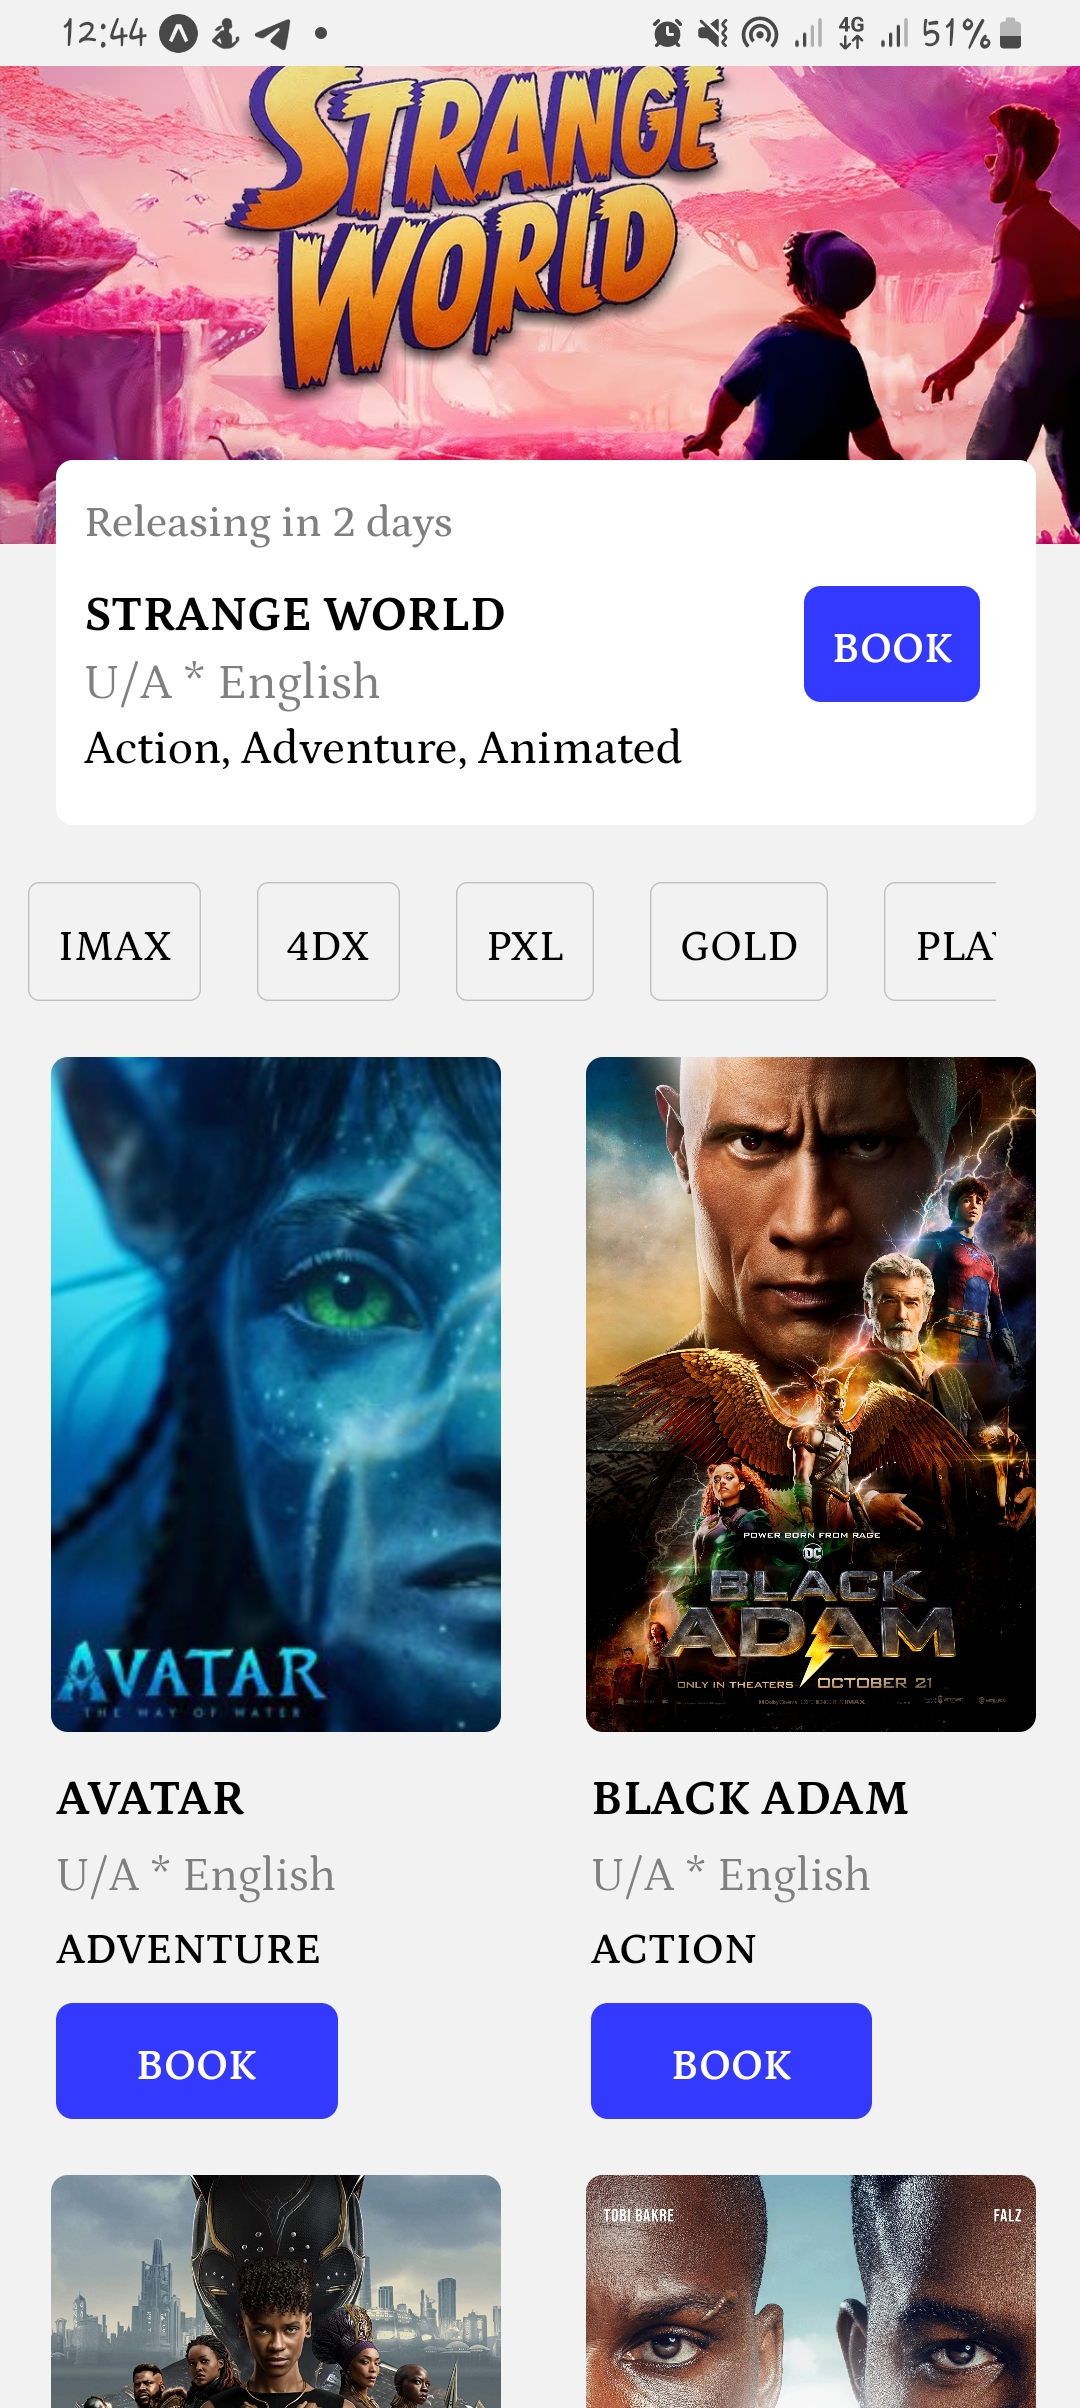 12:44
4G
51%
STRANGE
WORLD
Releasing in 2 days
STRANGE WORLD
U/A * English
BOOK
Action, Adventure, Animated
IMAX
4DX
PXL
GOLD
PLAY
AVATAR
THE WAY OF WATER
POWER BORN FROM RAGE
DC
BLACK
ADAM
ONLY IN THEATERS
OCTOBER 21
AVATAR
BLACK ADAM
U/A * English
U/A * English
ADVENTURE
ACTION
BOOK
BOOK
TOBI BAKRE
FALZ